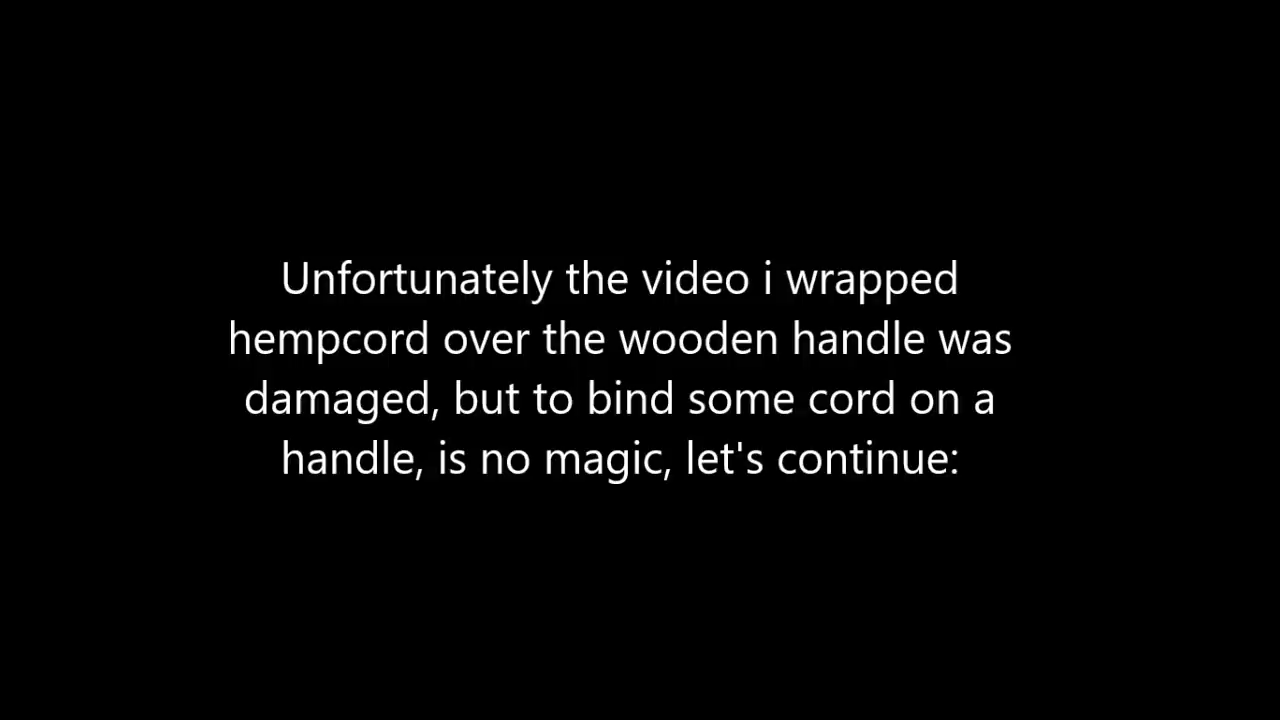 Unfortunately the video i wrapped
hempcord over the wooden handle was
damaged, but to bind some cord on a
handle, is no magic, let's continue: